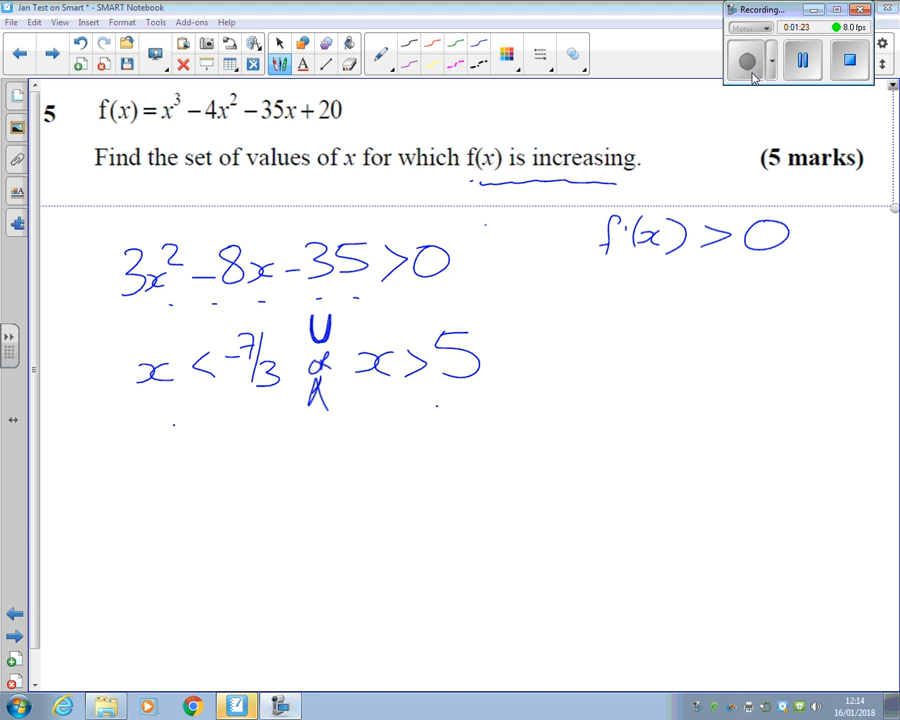 Jan Test on Smart * - SMART Notebook
File Edit View Insert Format Tools Add-ons Help
Recording...
Menu 0:01:23 8.0 fps
5 f(x) = x³ − 4x² − 35x + 20
Find the set of values of x for which f(x) is increasing. (5 marks)
f'(x) > 0
3x² − 8x − 35 > 0
U
x < −7/3 or x > 5
12:14
16/01/2018